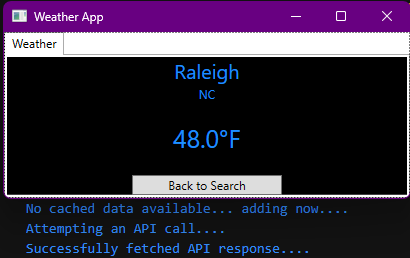 Weather App
Weather
Raleigh
NC
48.0°F
Back to Search
No cached data available... adding now....
Attempting an API call....
Successfully fetched API response....